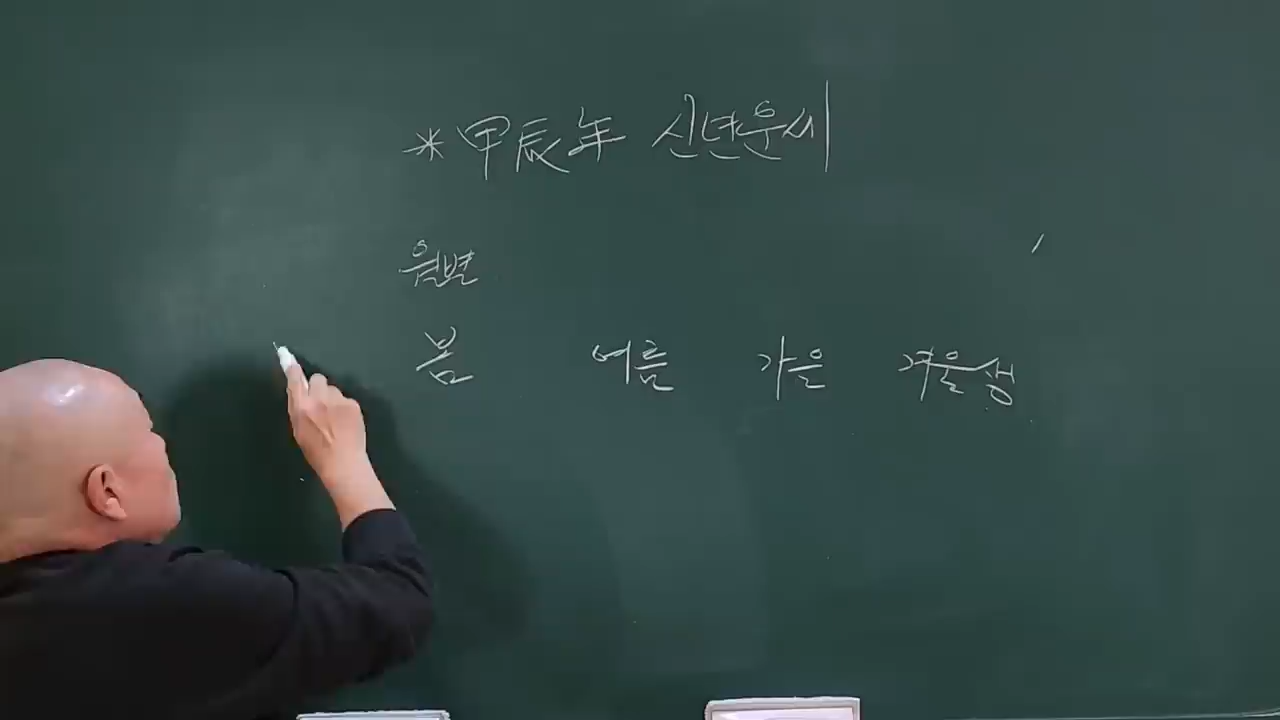 * 甲辰年 신년운세
월별
봄 여름 가을 겨울생